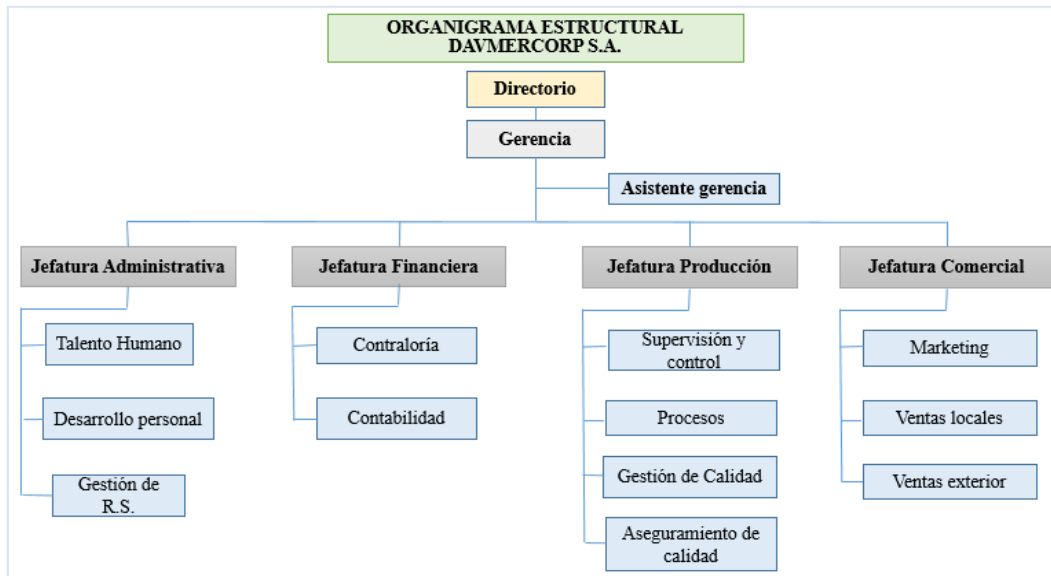 ORGANIGRAMA ESTRUCTURAL
DAVMERCORP S.A.
Directorio
Gerencia
Asistente gerencia
Jefatura Administrativa
Jefatura Financiera
Jefatura Producción
Jefatura Comercial
Talento Humano
Desarrollo personal
Gestión de
R.S.
Contraloría
Contabilidad
Supervisión y
control
Procesos
Gestión de Calidad
Aseguramiento de
calidad
Marketing
Ventas locales
Ventas exterior